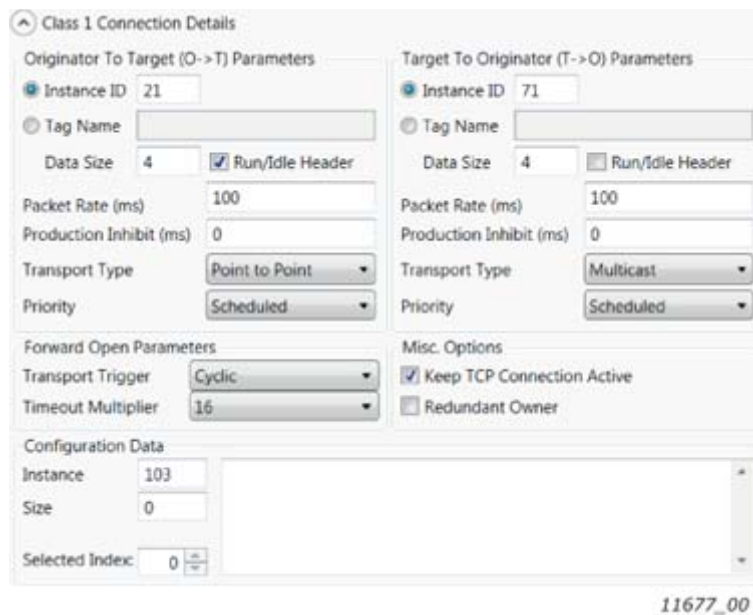 Class 1 Connection Details
Originator To Target (O->T) Parameters
Instance ID 21
Tag Name
Data Size 4 Run/Idle Header
Packet Rate (ms) 100
Production Inhibit (ms) 0
Transport Type Point to Point
Priority Scheduled
Target To Originator (T->O) Parameters
Instance ID 71
Tag Name
Data Size 4 Run/Idle Header
Packet Rate (ms) 100
Production Inhibit (ms) 0
Transport Type Multicast
Priority Scheduled
Forward Open Parameters
Transport Trigger Cyclic
Timeout Multiplier 16
Misc. Options
Keep TCP Connection Active
Redundant Owner
Configuration Data
Instance 103
Size 0
Selected Index: 0
11677_00